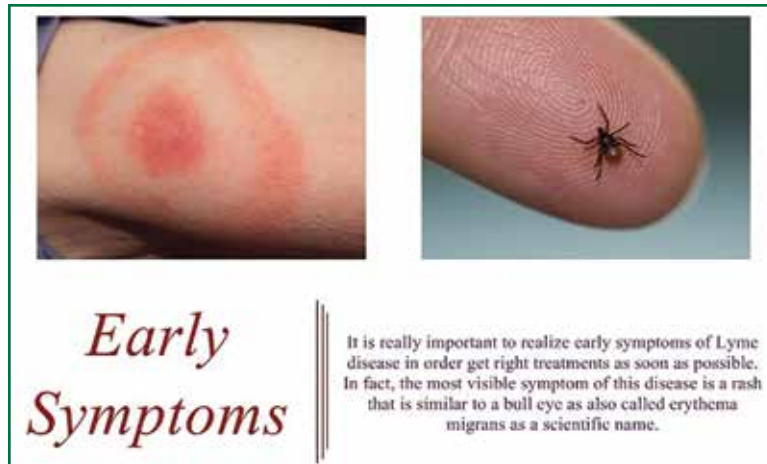 Early
Symptoms
It is really important to realize early symptoms of Lyme
disease in order get right treatments as soon as possible.
In fact, the most visible symptom of this disease is a rash
that is similar to a bull eye as also called erythema
migrans as a scientific name.